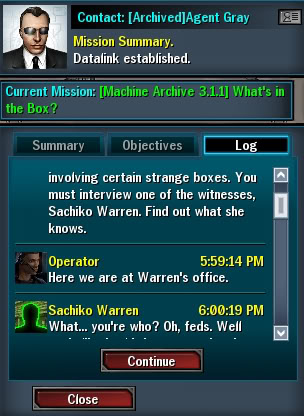 Contact: [Archived]Agent Gray
Mission Summary.
Datalink established.
Current Mission: [Machine Archive 3.1.1] What's
in the Box?
Summary
Objectives
Log
involving certain strange boxes. You
must interview one of the witnesses,
Sachiko Warren. Find out what she
knows.
Operator 5:59:14 PM
Here we are at Warren's office.
Sachiko Warren 6:00:19 PM
What... you're who? Oh, feds. Well
Continue
Close